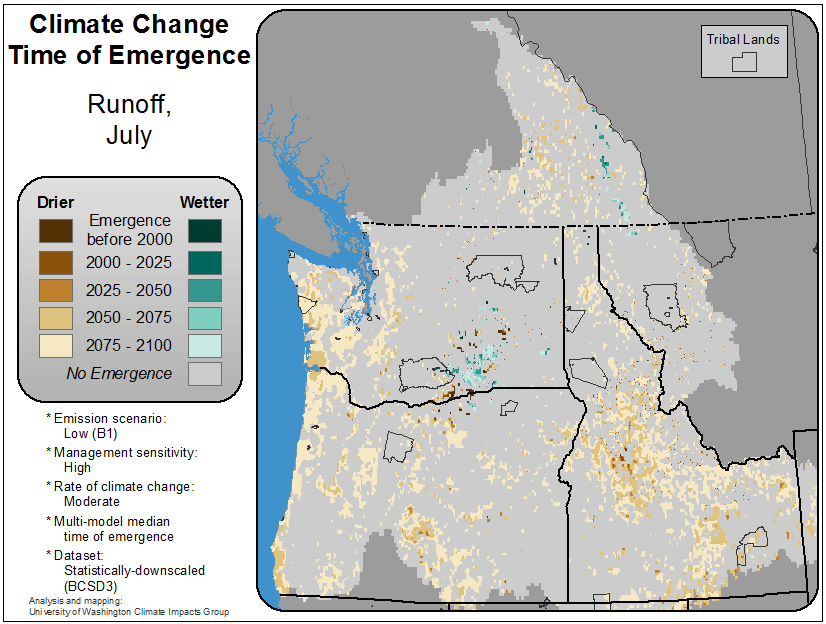 Climate Change
Time of Emergence
Runoff,
July
Drier
Wetter
Emergence
before 2000
2000 - 2025
2025 - 2050
2050 - 2075
2075 - 2100
No Emergence
* Emission scenario:
Low (B1)
* Management sensitivity:
High
* Rate of climate change:
Moderate
* Multi-model median
time of emergence
* Dataset:
Statistically-downscaled
(BCSD3)
Analysis and mapping:
University of Washington Climate Impacts Group
Tribal Lands